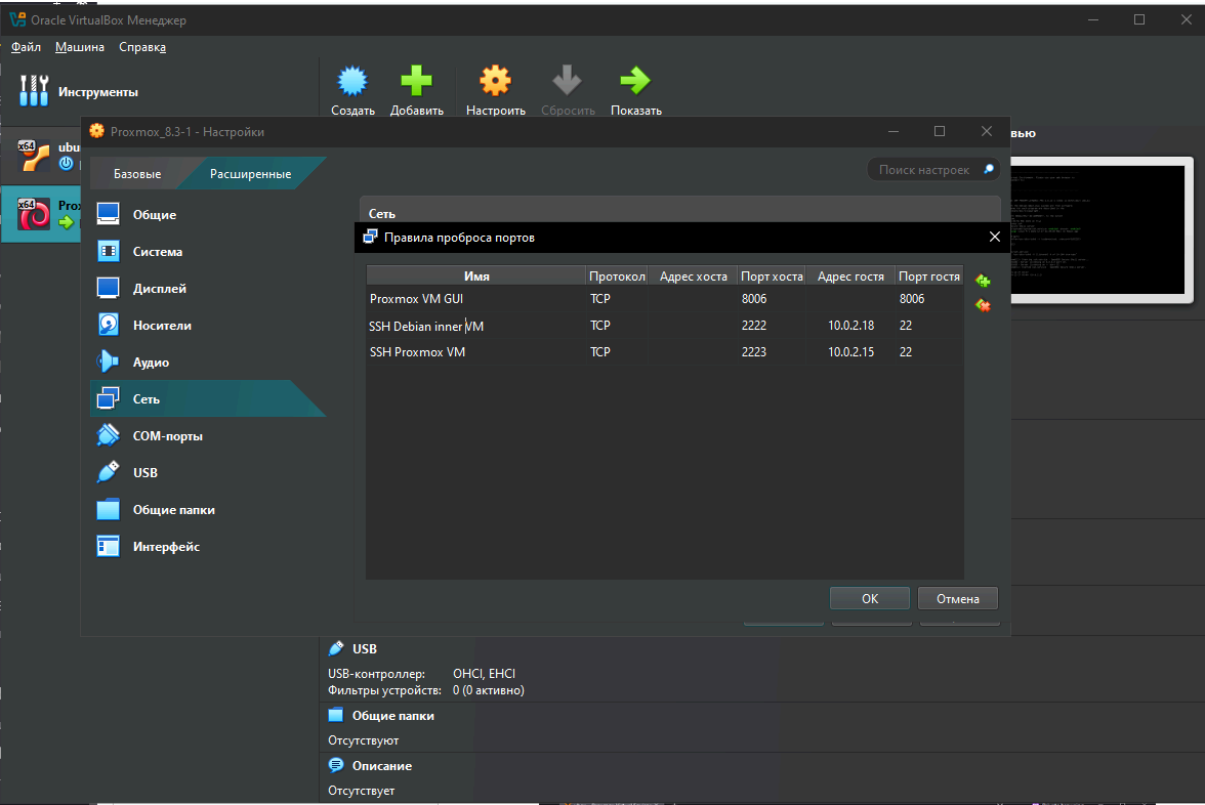 Oracle VirtualBox Менеджер
Файл Машина Справка
Инструменты
Создать Добавить Настроить Сбросить Показать
Proxmox_8.3-1 - Настройки
Базовые Расширенные
Поиск настроек
Общие
Система
Дисплей
Носители
Аудио
Сеть
COM-порты
USB
Общие папки
Интерфейс
Сеть
Правила проброса портов
Имя Протокол Адрес хоста Порт хоста Адрес гостя Порт гостя
Proxmox VM GUI TCP 8006 8006
SSH Debian inner VM TCP 2222 10.0.2.18 22
SSH Proxmox VM TCP 2223 10.0.2.15 22
OK Отмена
USB
USB-контроллер: OHCI, EHCI
Фильтры устройств: 0 (0 активно)
Общие папки
Отсутствуют
Описание
Отсутствует